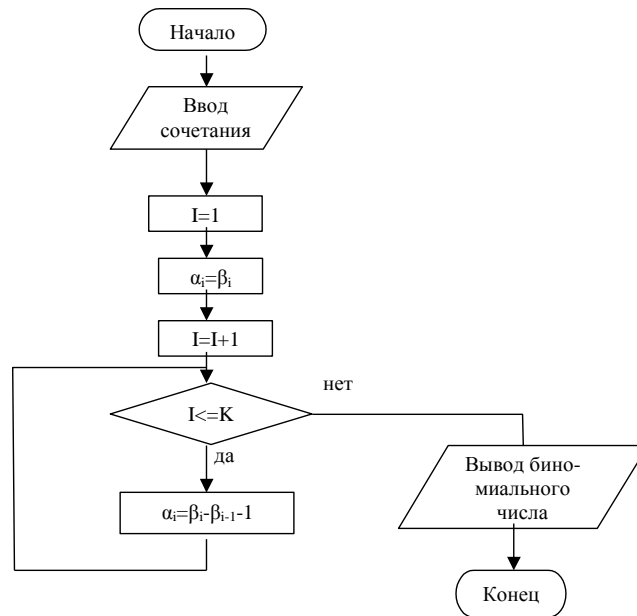 Начало
Ввод
сочетания
I=1
αᵢ=βᵢ
I=I+1
нет
I<=K
да
αᵢ=βᵢ-βᵢ₋₁-1
Вывод бино-
миального
числа
Конец